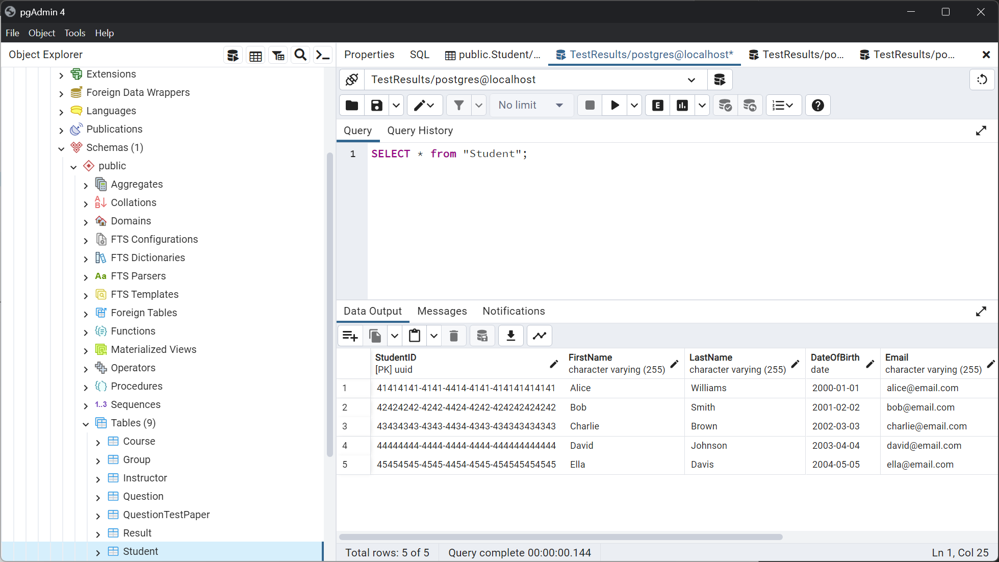 pgAdmin 4
File Object Tools Help
Object Explorer
Extensions
Foreign Data Wrappers
Languages
Publications
Schemas (1)
public
Aggregates
Collations
Domains
FTS Configurations
FTS Dictionaries
Aa FTS Parsers
FTS Templates
Foreign Tables
Functions
Materialized Views
Operators
Procedures
1..3 Sequences
Tables (9)
Course
Group
Instructor
Question
QuestionTestPaper
Result
Student
Properties SQL public.Student/... TestResults/postgres@localhost* TestResults/po... TestResults/po...
TestResults/postgres@localhost
No limit E
Query Query History
1 SELECT * from "Student";
Data Output Messages Notifications
StudentID FirstName LastName DateOfBirth Email
[PK] uuid character varying (255) character varying (255) date character varying (255)
1 41414141-4141-4414-4141-414141414141 Alice Williams 2000-01-01 alice@email.com
2 42424242-4242-4424-4242-424242424242 Bob Smith 2001-02-02 bob@email.com
3 43434343-4343-4434-4343-434343434343 Charlie Brown 2002-03-03 charlie@email.com
4 44444444-4444-4444-4444-444444444444 David Johnson 2003-04-04 david@email.com
5 45454545-4545-4454-4545-454545454545 Ella Davis 2004-05-05 ella@email.com
Total rows: 5 of 5 Query complete 00:00:00.144 Ln 1, Col 25